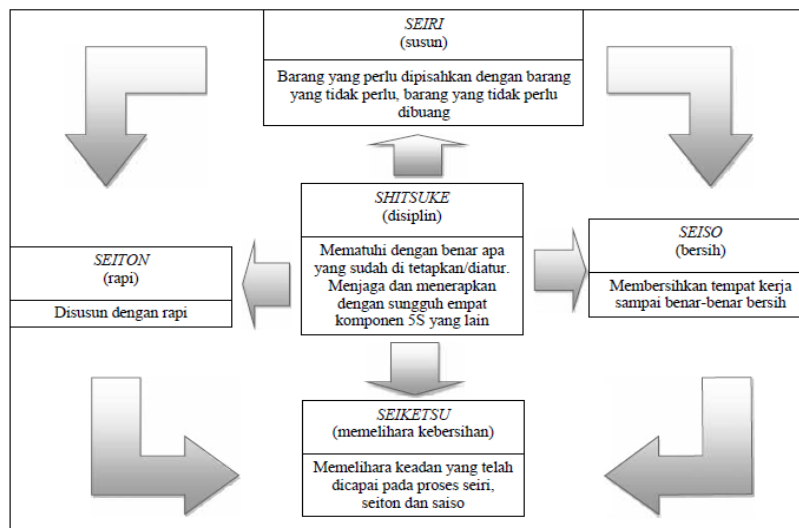 SEIRI
(susun)
Barang yang perlu dipisahkan dengan barang
yang tidak perlu, barang yang tidak perlu
dibuang
SHITSUKE
(disiplin)
Mematuhi dengan benar apa
yang sudah di tetapkan/diatur.
Menjaga dan menerapkan
dengan sungguh empat
komponen 5S yang lain
SEITON
(rapi)
Disusun dengan rapi
SEISO
(bersih)
Membersihkan tempat kerja
sampai benar-benar bersih
SEIKETSU
(memelihara kebersihan)
Memelihara keadan yang telah
dicapai pada proses seiri,
seiton dan saiso